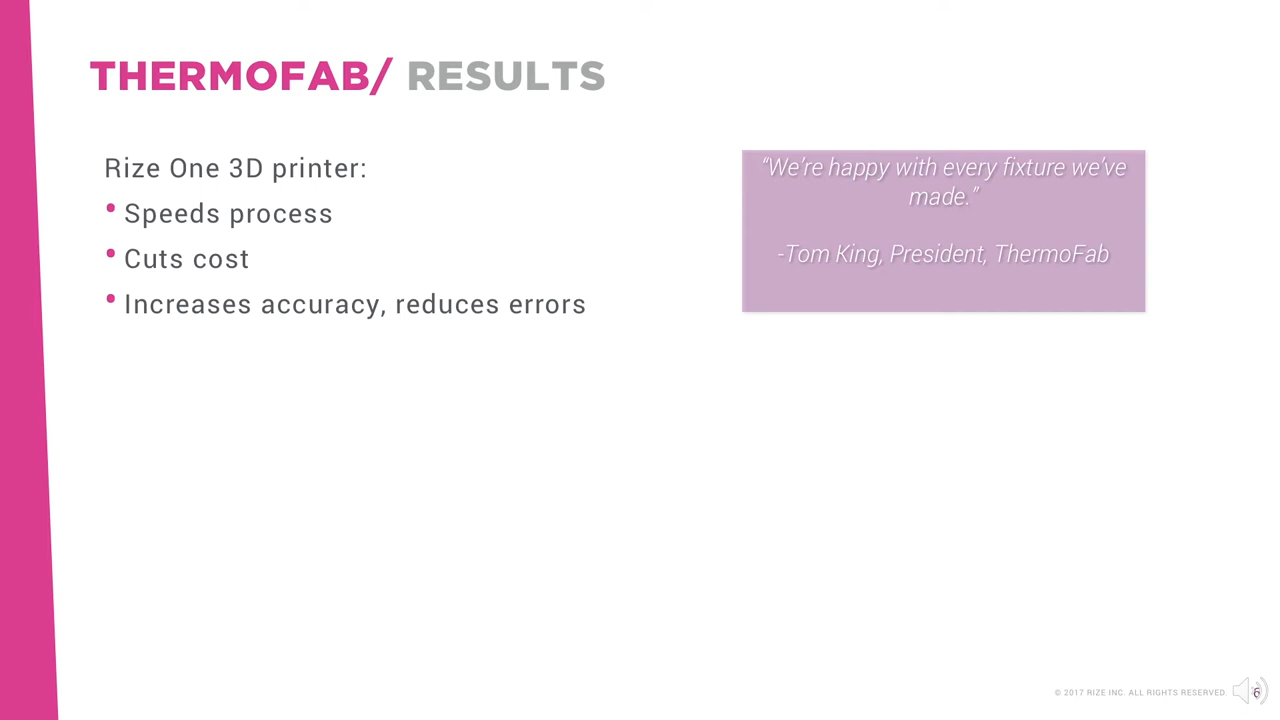 THERMOFAB/ RESULTS
Rize One 3D printer:
• Speeds process
• Cuts cost
• Increases accuracy, reduces errors
“We’re happy with every fixture we’ve
made.”
-Tom King, President, ThermoFab
© 2017 RIZE INC. ALL RIGHTS RESERVED.
6